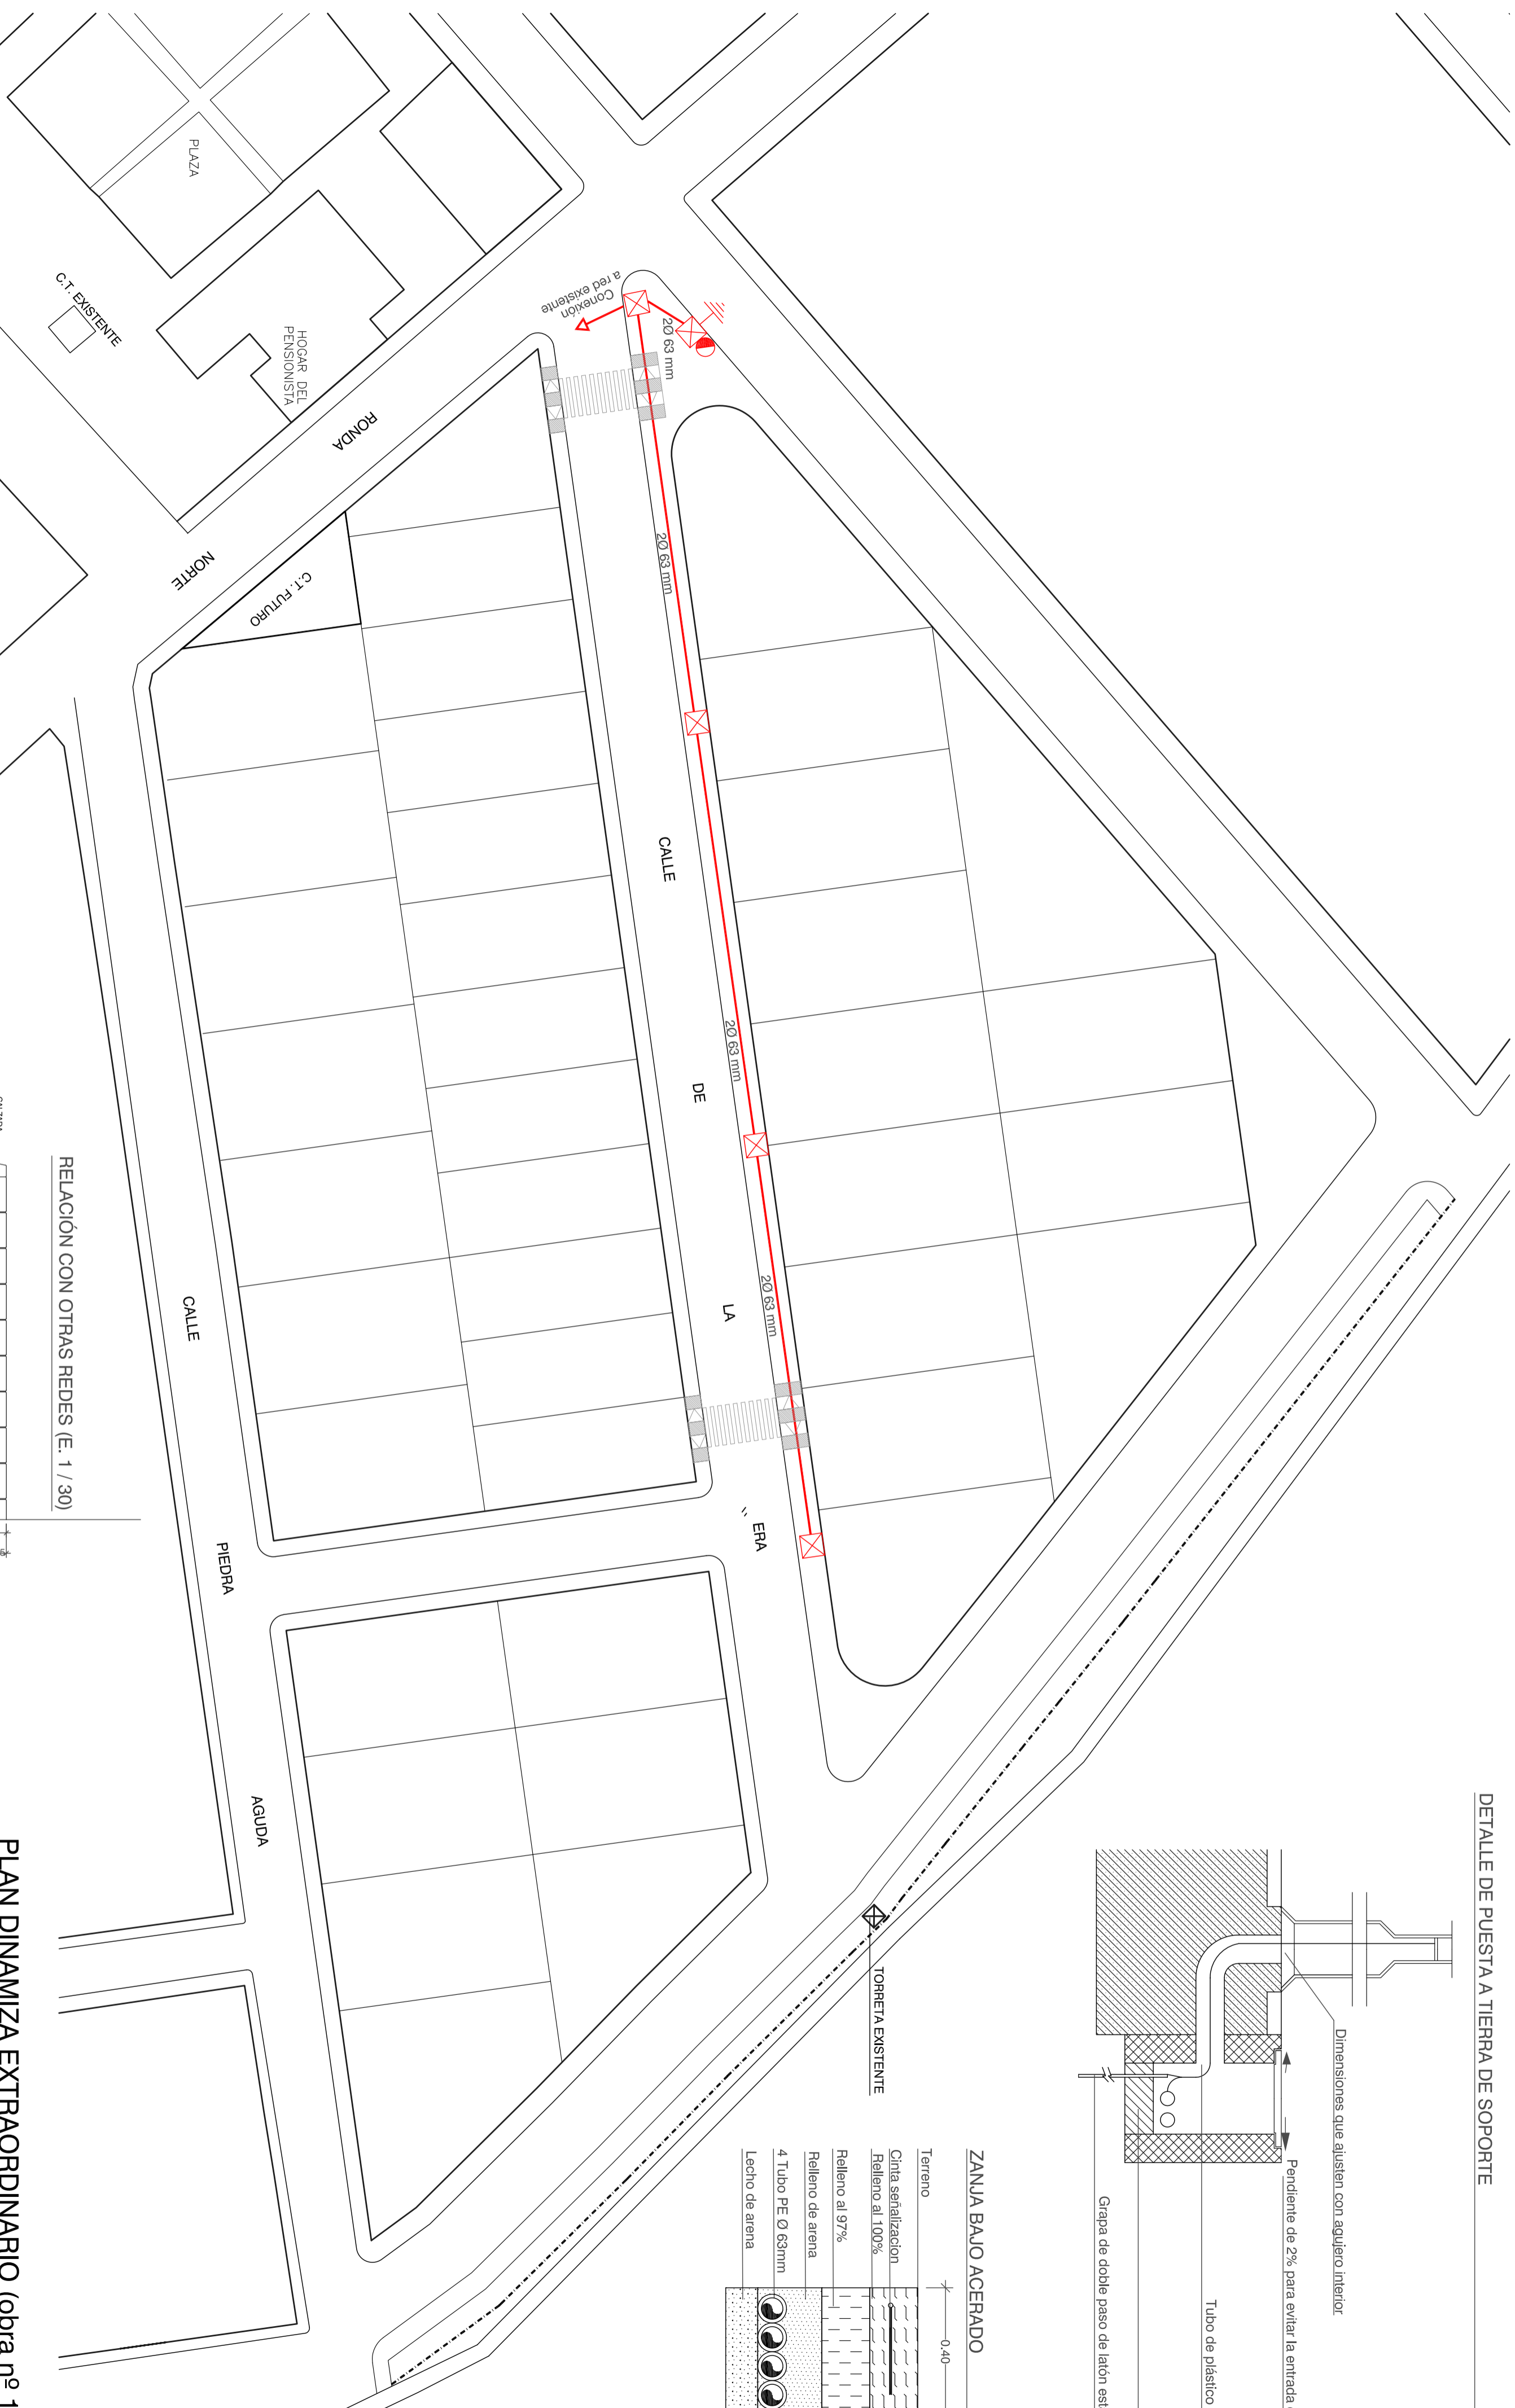 PLAZA
C.T. EXISTENTE
HOGAR DEL
PENSIONISTA
RONDA
NORTE
C.T. FUTURO
Conexión
a red existente
2Ø 63 mm
2Ø 63 mm
2Ø 63 mm
2Ø 63 mm
CALLE
DE
LA
ERA
CALLE
PIEDRA
AGUDA
RELACIÓN CON OTRAS REDES (E. 1 / 30)
TORRETA EXISTENTE
DETALLE DE PUESTA A TIERRA DE SOPORTE
Dimensiones que ajusten con agujero interior
Pendiente de 2% para evitar la entrada
Tubo de plástico
Grapa de doble paso de latón est
ZANJA BAJO ACERADO
0.40
Terreno
Cinta señalizacion
Relleno al 100%
Relleno al 97%
Relleno de arena
4 Tubo PE Ø 63mm
Lecho de arena
PLAN DINAMIZA EXTRAORDINARIO (obra nº 1